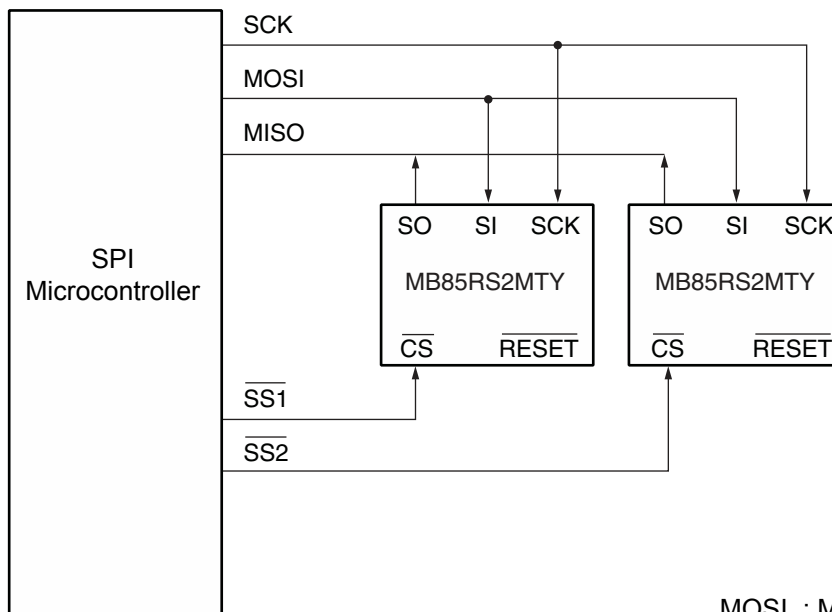 SCK
MOSI
MISO
SO SI SCK
SO SI SCK
SPI
Microcontroller
MB85RS2MTY
MB85RS2MTY
CS RESET
CS RESET
SS1
SS2
MOSI : M